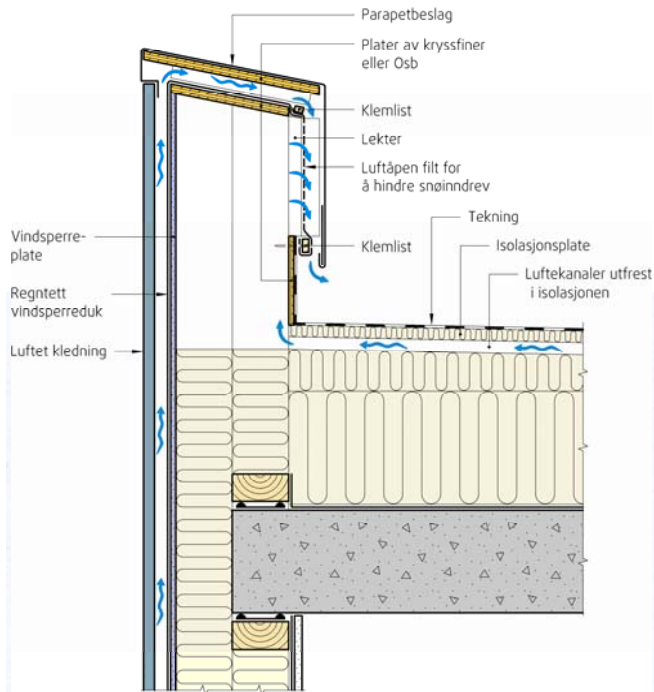 Parapetbeslag
Plater av kryssfiner
eller Osb
Klemlist
Lekter
Luftåpen filt for
å hindre snøinndrev
Tekning
Klemlist
Isolasjonsplate
Luftekanaler utfrest
i isolasjonen
Vindsperre-
plate
Regntett
vindsperreduk
Luftet kledning